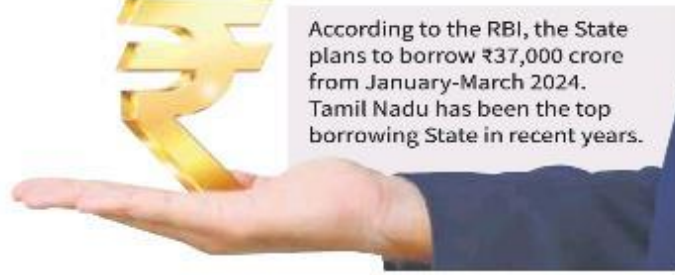 According to the RBI, the State
plans to borrow ₹37,000 crore
from January-March 2024.
Tamil Nadu has been the top
borrowing State in recent years.